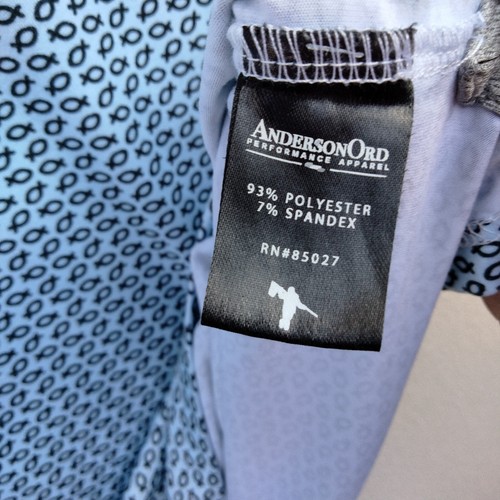 ANDERSONORD
PERFORMANCE APPAREL
93% POLYESTER
7% SPANDEX
RN#85027